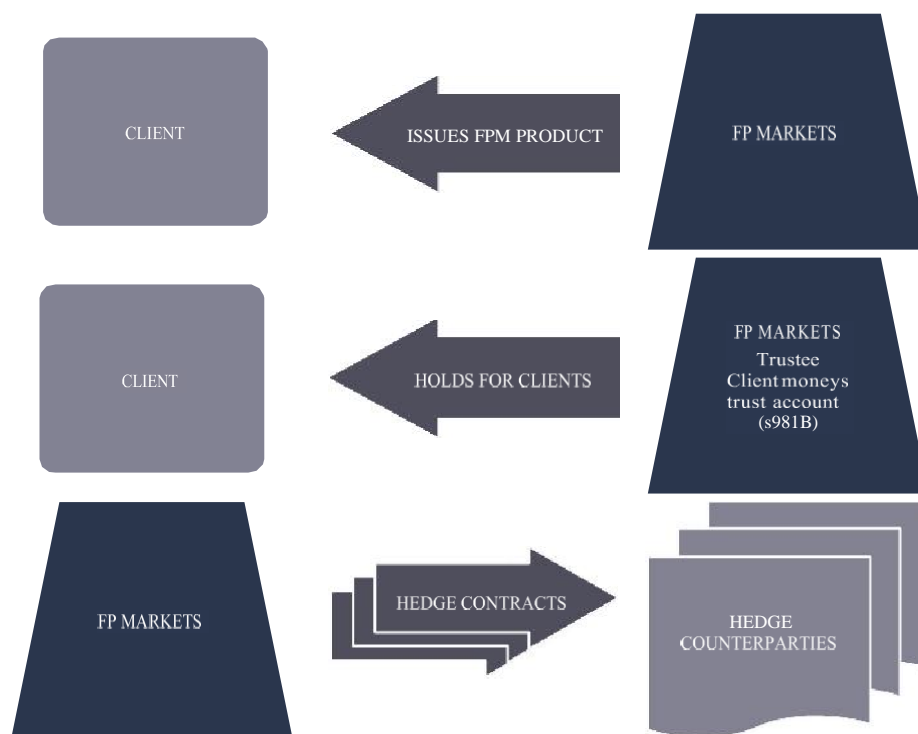 CLIENT
ISSUES FPM PRODUCT
FP MARKETS
CLIENT
HOLDS FOR CLIENTS
FP MARKETS
Trustee
Client moneys
trust account
(s981B)
FP MARKETS
HEDGE CONTRACTS
HEDGE
COUNTERPARTIES